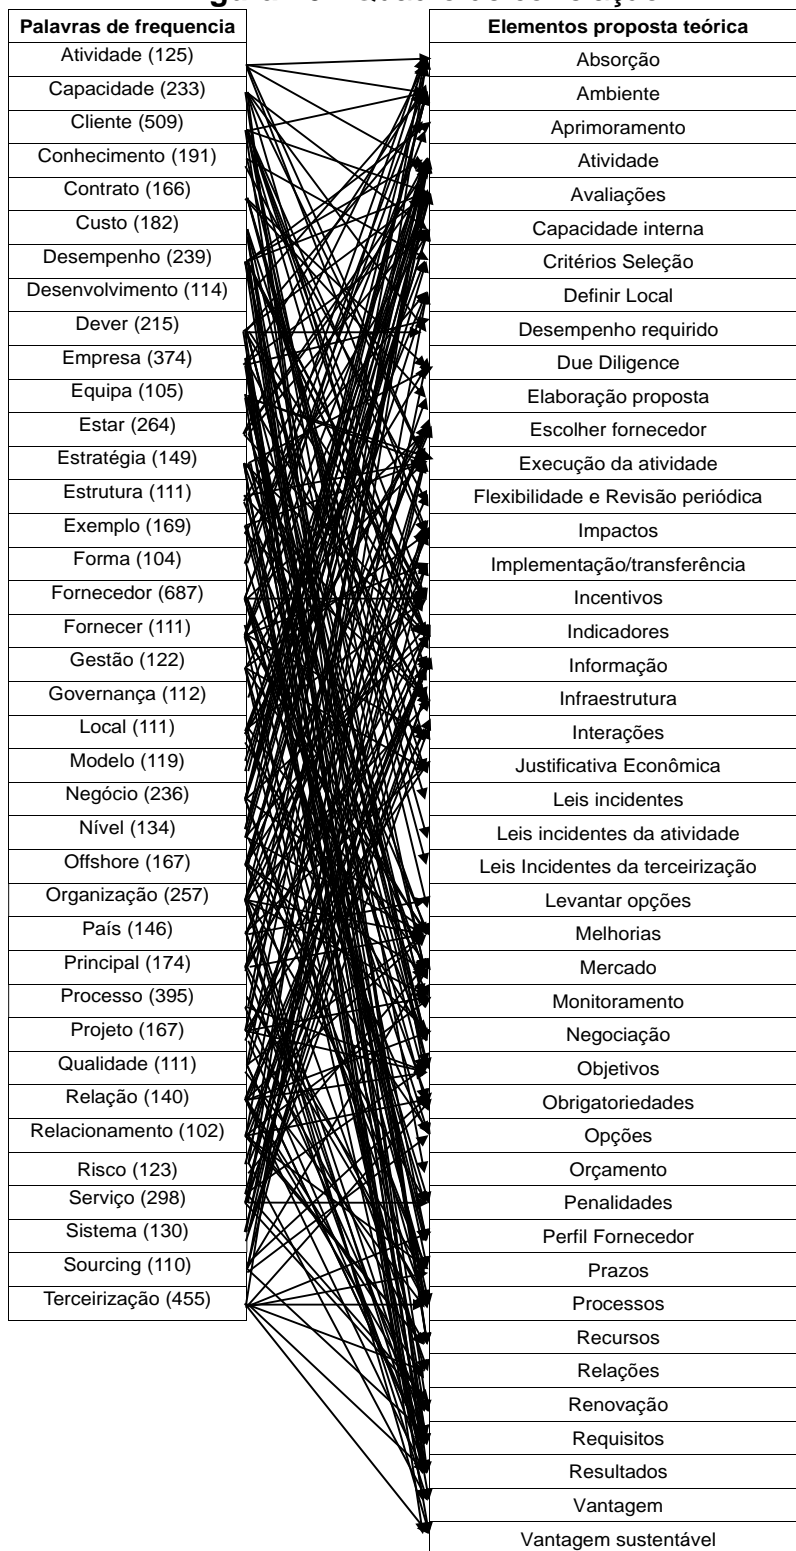 Palavras de frequencia
Atividade (125)
Capacidade (233)
Cliente (509)
Conhecimento (191)
Contrato (166)
Custo (182)
Desempenho (239)
Desenvolvimento (114)
Dever (215)
Empresa (374)
Equipa (105)
Estar (264)
Estratégia (149)
Estrutura (111)
Exemplo (169)
Forma (104)
Fornecedor (687)
Fornecer (111)
Gestão (122)
Governança (112)
Local (111)
Modelo (119)
Negócio (236)
Nível (134)
Offshore (167)
Organização (257)
País (146)
Principal (174)
Processo (395)
Projeto (167)
Qualidade (111)
Relação (140)
Relacionamento (102)
Risco (123)
Serviço (298)
Sistema (130)
Sourcing (110)
Terceirização (455)
Elementos proposta teórica
Absorção
Ambiente
Aprimoramento
Atividade
Avaliações
Capacidade interna
Critérios Seleção
Definir Local
Desempenho requirido
Due Diligence
Elaboração proposta
Escolher fornecedor
Execução da atividade
Flexibilidade e Revisão periódica
Impactos
Implementação/transferência
Incentivos
Indicadores
Informação
Infraestrutura
Interações
Justificativa Econômica
Leis incidentes
Leis incidentes da atividade
Leis Incidentes da terceirização
Levantar opções
Melhorias
Mercado
Monitoramento
Negociação
Objetivos
Obrigatoriedades
Opções
Orçamento
Penalidades
Perfil Fornecedor
Prazos
Processos
Recursos
Relações
Renovação
Requisitos
Resultados
Vantagem
Vantagem sustentável